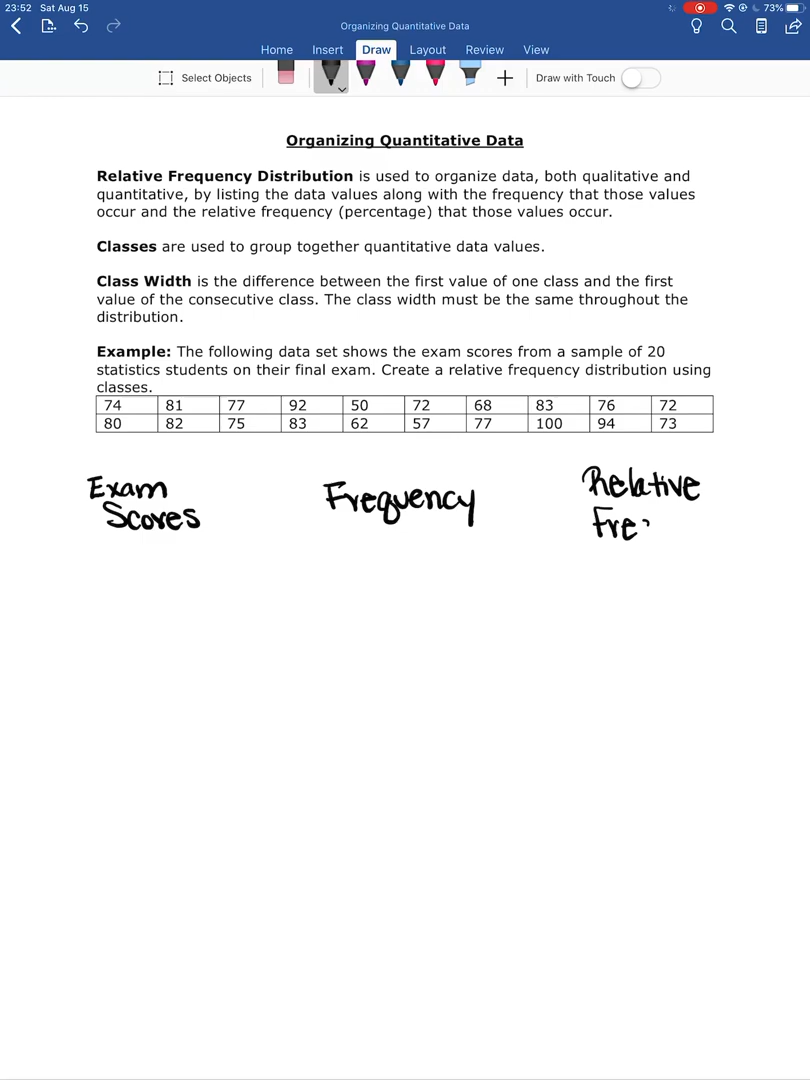 23:52 Sat Aug 15
73%
Organizing Quantitative Data
Home Insert Draw Layout Review View
Select Objects
Draw with Touch
Organizing Quantitative Data
Relative Frequency Distribution is used to organize data, both qualitative and
quantitative, by listing the data values along with the frequency that those values
occur and the relative frequency (percentage) that those values occur.
Classes are used to group together quantitative data values.
Class Width is the difference between the first value of one class and the first
value of the consecutive class. The class width must be the same throughout the
distribution.
Example: The following data set shows the exam scores from a sample of 20
statistics students on their final exam. Create a relative frequency distribution using
classes.
74 81 77 92 50 72 68 83 76 72
80 82 75 83 62 57 77 100 94 73
Exam Frequency Relative
Scores Fre